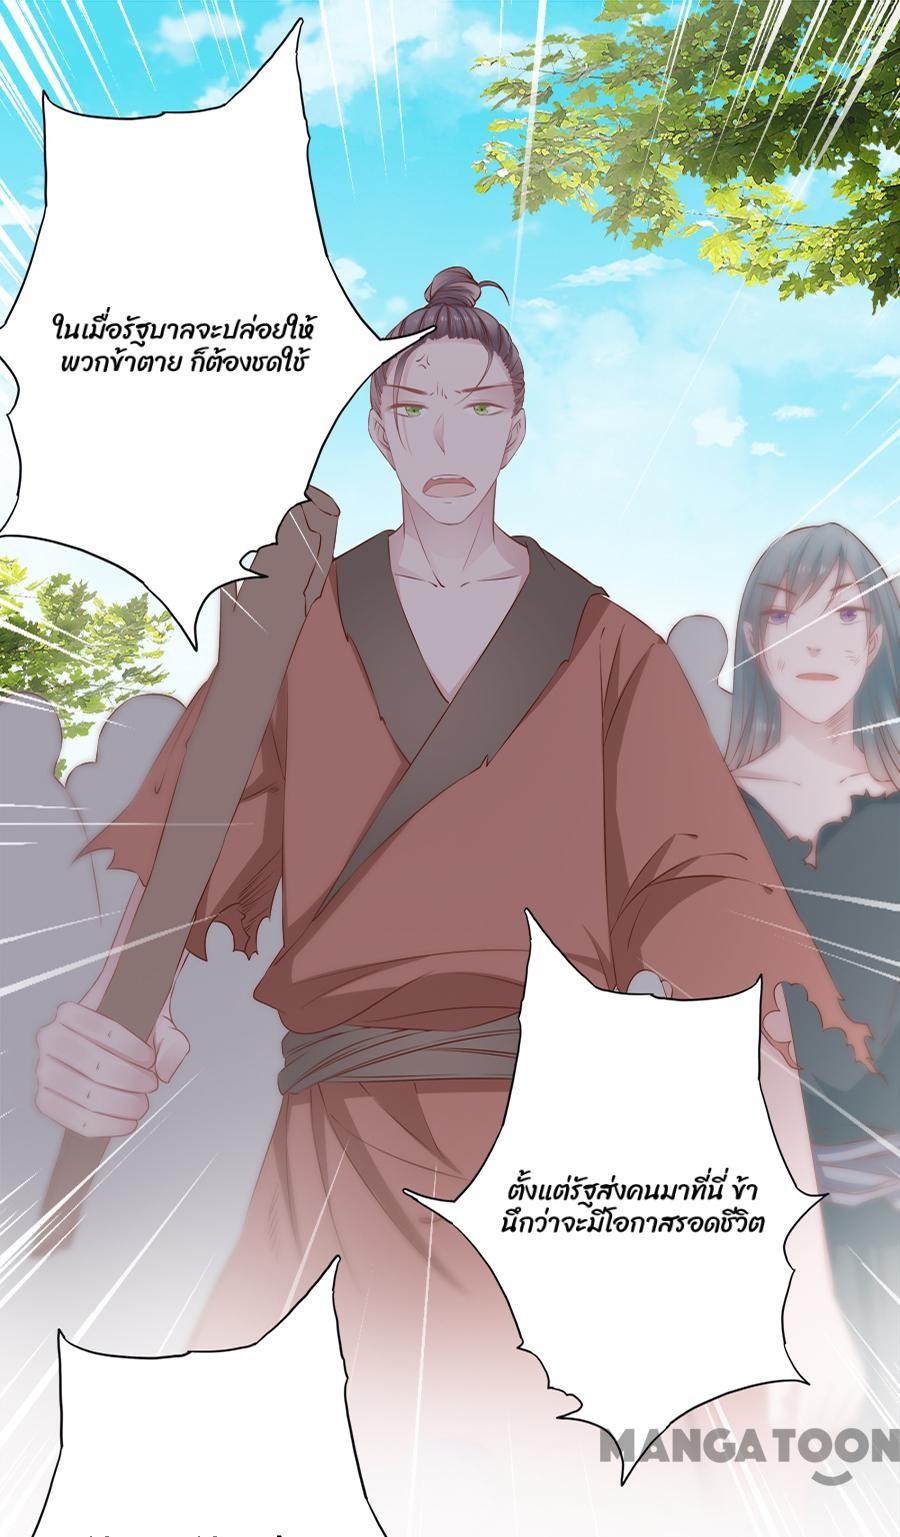 ในเมื่อรัฐบาลจะปล่อยให้
พวกข้าตาย ก็ต้องชดใช้
ตั้งแต่รัฐส่งคนมาที่นี่ ข้า
นึกว่าจะมีโอกาสรอดชีวิต
MANGA TOON